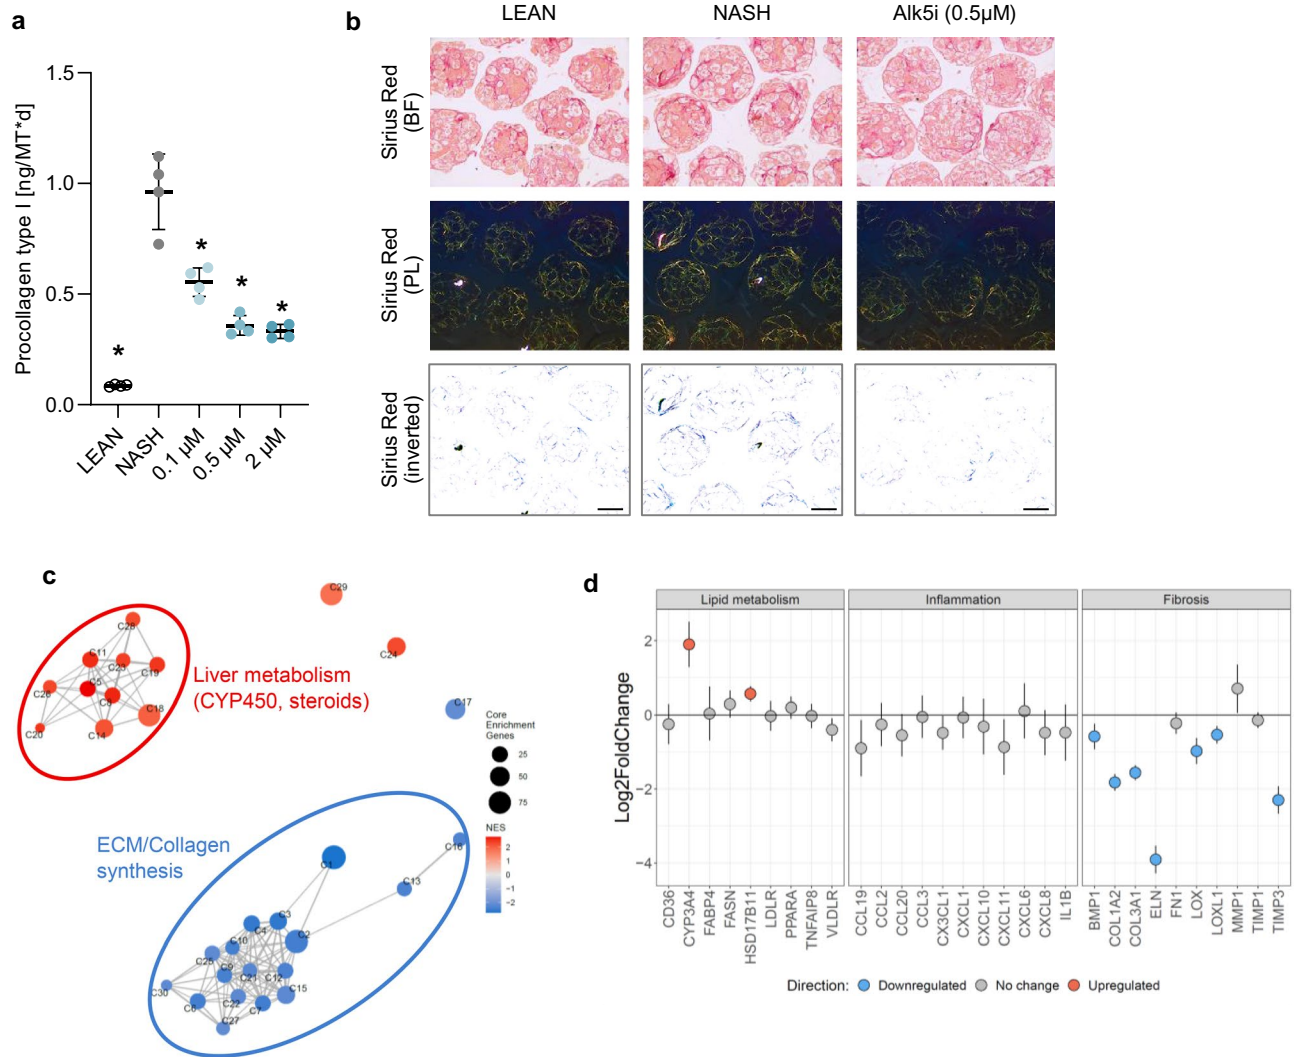 a
1.5
1.0
0.5
0.0
Procollagen type I [ng/MT*d]
*
*
*
*
LEAN
NASH
0.1 µM
0.5 µM
2 µM
b
LEAN
NASH
Alk5i (0.5µM)
Sirius Red
(BF)
Sirius Red
(PL)
Sirius Red
(inverted)
c
C29
C24
C17
C28
C11
C23
C19
C26
C5
C8
C18
C14
C20
Liver metabolism
(CYP450, steroids)
Core
Enrichment
Genes
25
50
75
NES
2
1
0
−1
−2
ECM/Collagen
synthesis
C1
C16
C13
C3
C4
C2
C10
C25
C9
C21
C12
C15
C30
C6
C22
C7
C27
d
Lipid metabolism
Inflammation
Fibrosis
Log2FoldChange
2
0
−2
−4
CD36
CYP3A4
FABP4
FASN
HSD17B11
LDLR
PPARA
TNFAIP8
VLDLR
CCL19
CCL2
CCL20
CCL3
CX3CL1
CXCL1
CXCL10
CXCL11
CXCL6
CXCL8
IL1B
BMP1
COL1A2
COL3A1
ELN
FN1
LOX
LOXL1
MMP1
TIMP1
TIMP3
Direction: Downregulated No change Upregulated